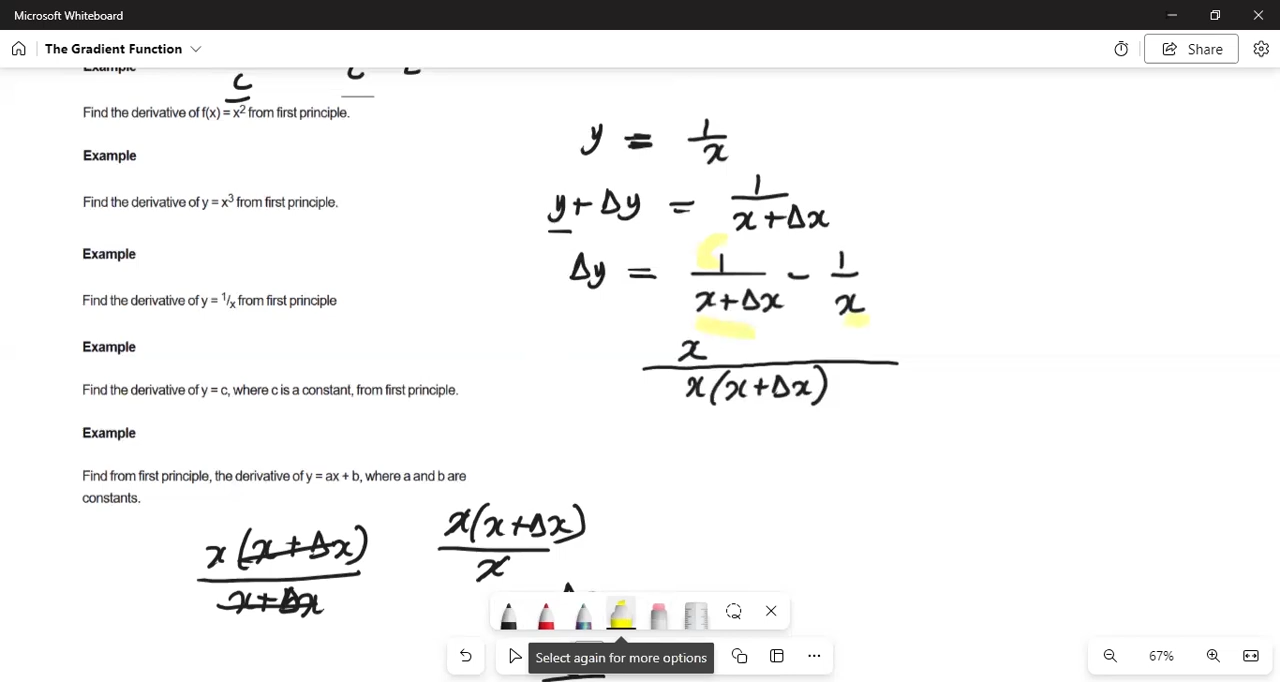 Microsoft Whiteboard
The Gradient Function
Share
Example
C
Find the derivative of f(x) = x² from first principle.
Example
Find the derivative of y = x³ from first principle.
Example
Find the derivative of y = ¹/ₓ from first principle
Example
Find the derivative of y = c, where c is a constant, from first principle.
Example
Find from first principle, the derivative of y = ax + b, where a and b are
constants.
y = 1/x
y + Δy = 1/(x+Δx)
Δy = 1/(x+Δx) - 1/x
x
x(x+Δx)
x(x+Δx)
x+Δx
x(x+Δx)
x
Select again for more options
67%